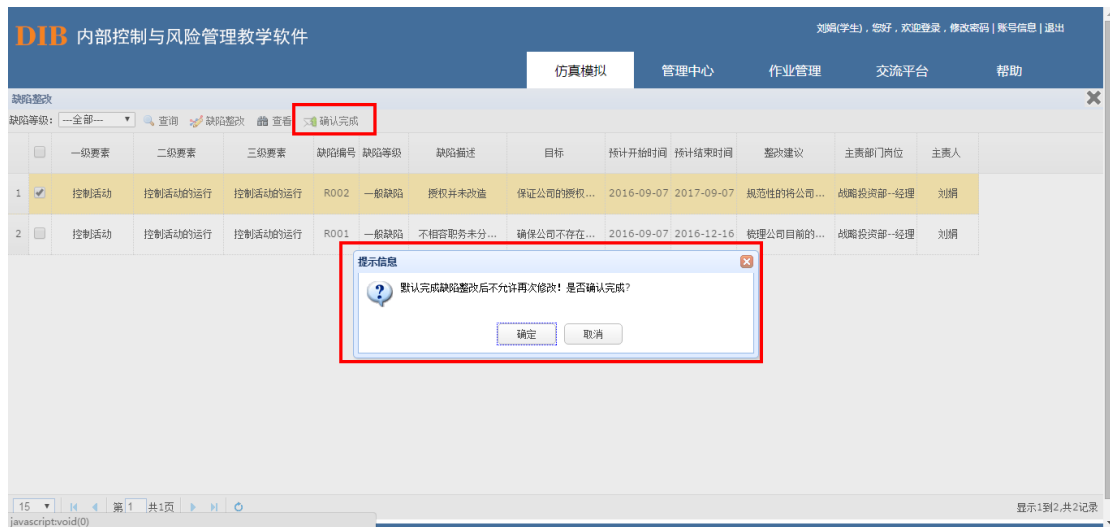 DIB 内部控制与风险管理教学软件
刘娟(学生)，您好，欢迎登录，修改密码 | 账号信息 | 退出
仿真模拟 管理中心 作业管理 交流平台 帮助
缺陷整改
缺陷等级: ---全部--- 查询 缺陷整改 查看 确认完成
一级要素 二级要素 三级要素 缺陷编号 缺陷等级 缺陷描述 目标 预计开始时间 预计结束时间 整改建议 主责部门岗位 主责人
1 控制活动 控制活动的运行 控制活动的运行 R002 一般缺陷 授权并未改造 保证公司的授权... 2016-09-07 2017-09-07 规范性的将公司... 战略投资部--经理 刘娟
2 控制活动 控制活动的运行 控制活动的运行 R001 一般缺陷 不相容职务未分... 确保公司不存在... 2016-09-07 2016-12-16 梳理公司目前的... 战略投资部--经理 刘娟
提示信息
默认完成缺陷整改后不允许再次修改！是否确认完成?
确定 取消
15 第 1 共1页 显示1到2,共2记录
javascript:void(0)